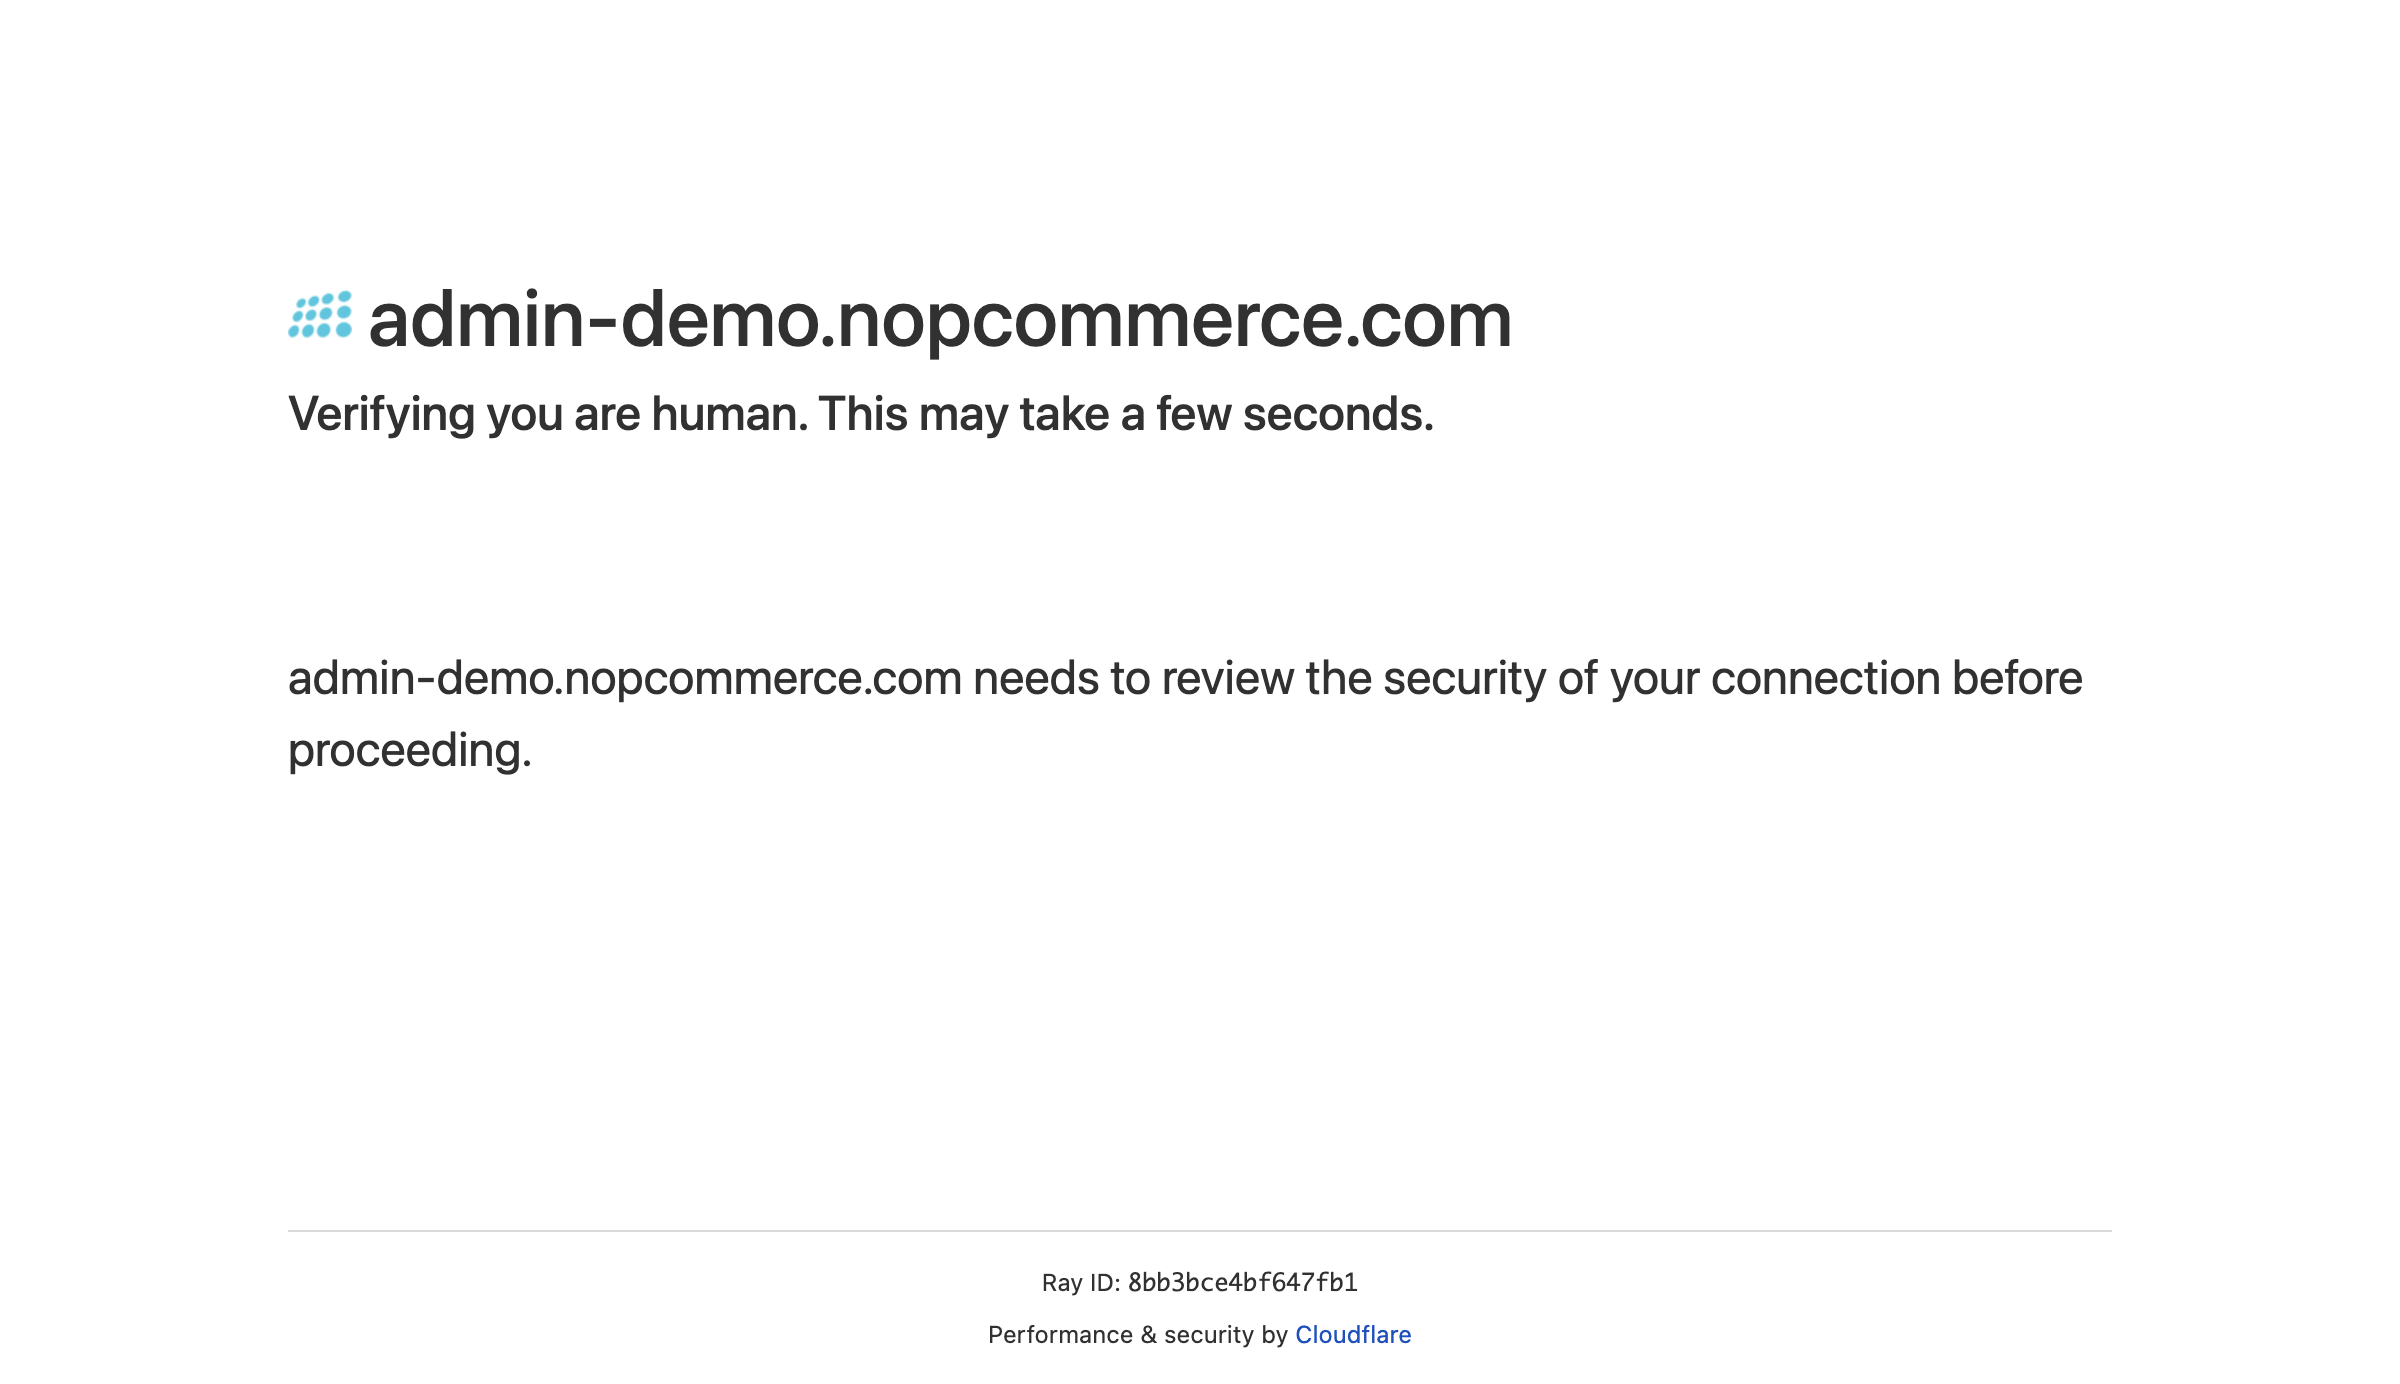 admin-demo.nopcommerce.com
Verifying you are human. This may take a few seconds.
admin-demo.nopcommerce.com needs to review the security of your connection before
proceeding.
Ray ID: 8bb3bce4bf647fb1
Performance & security by Cloudflare